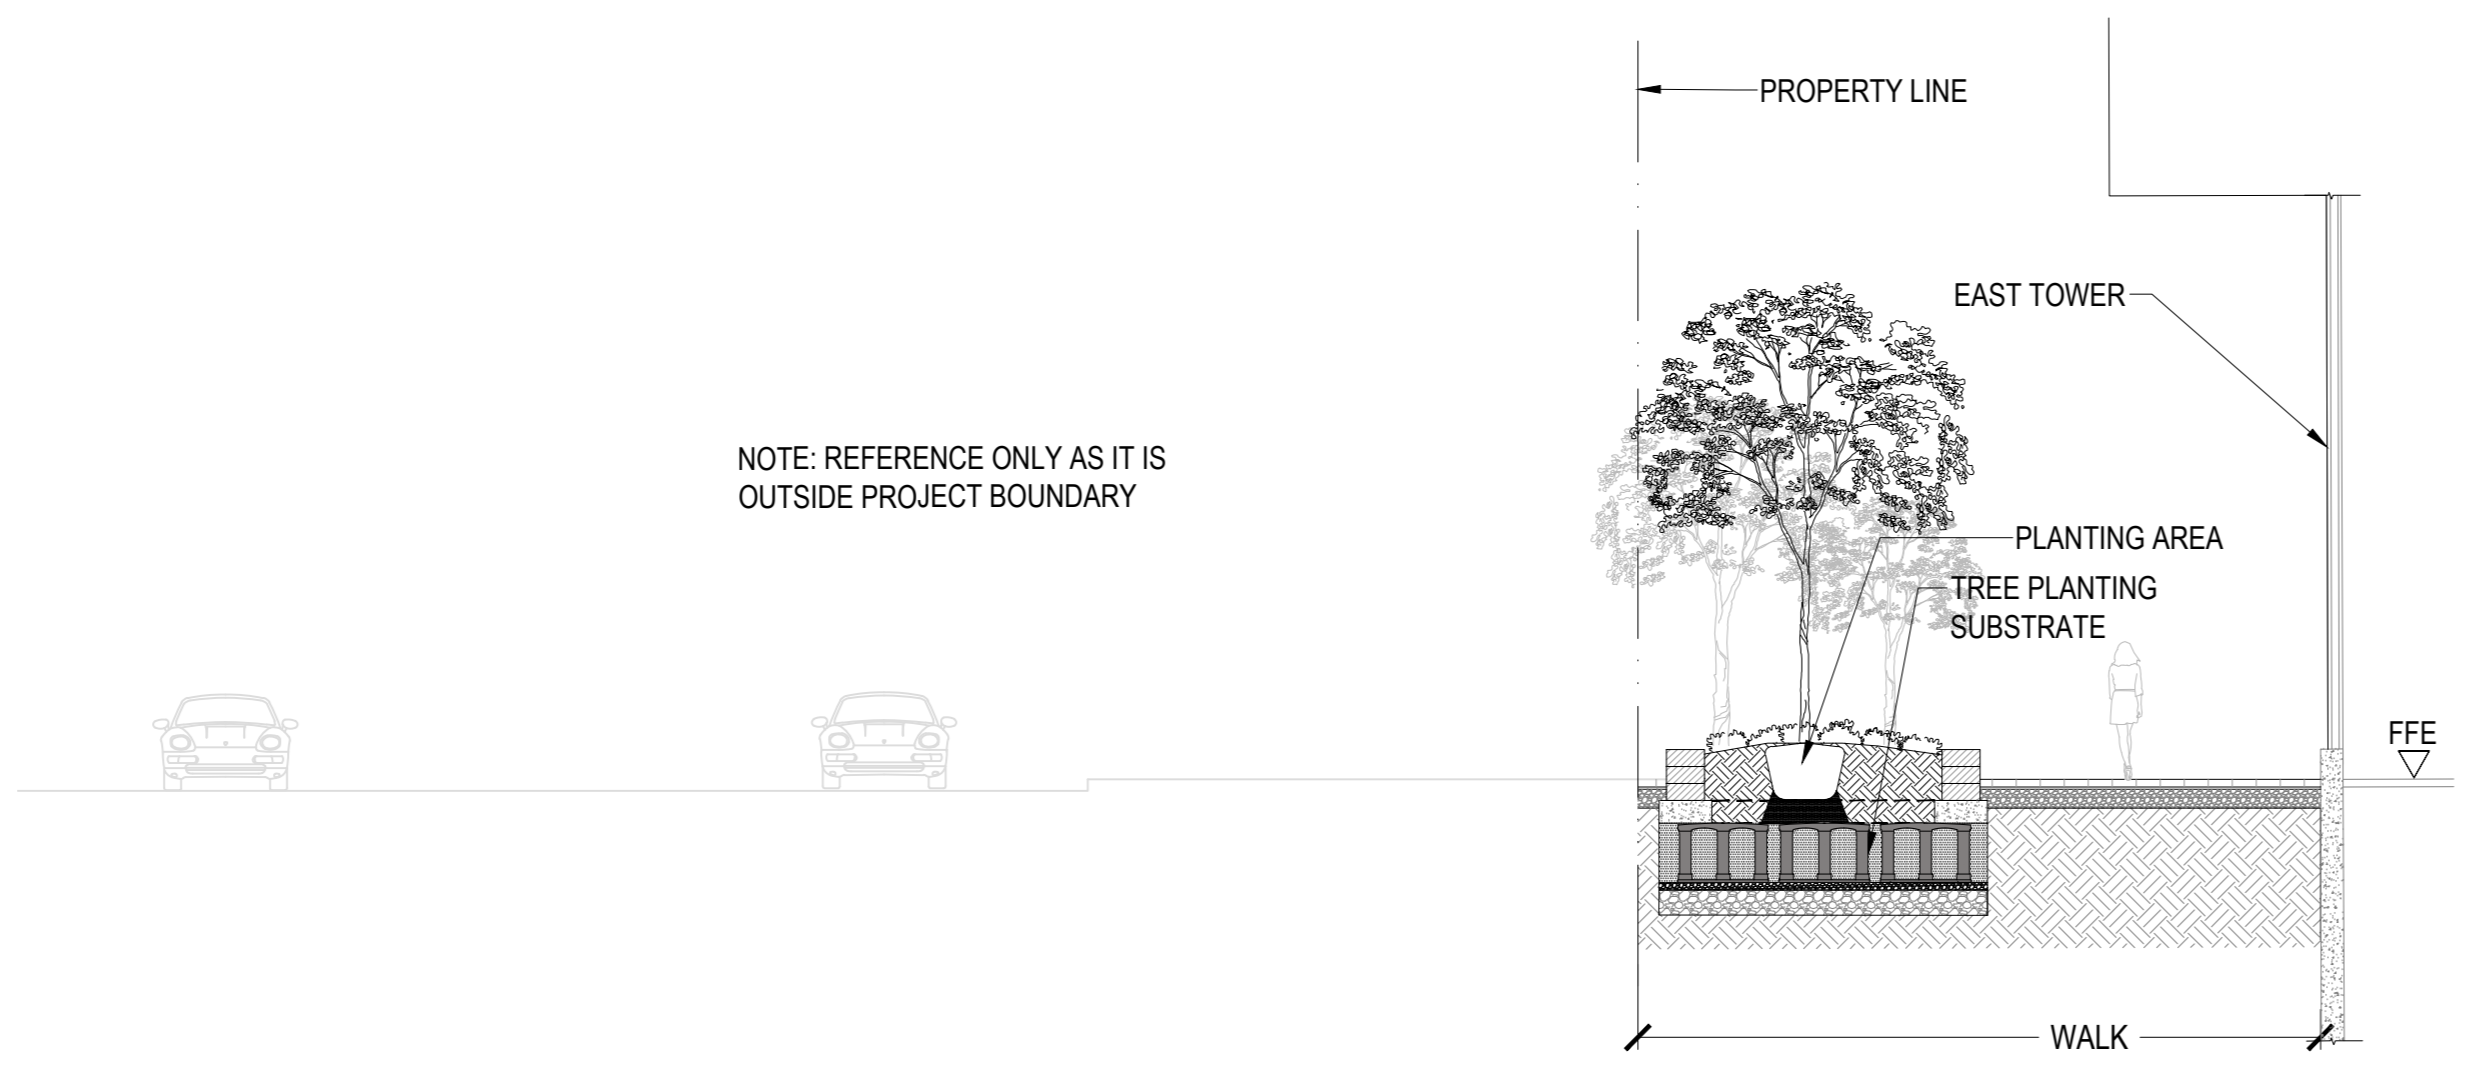 PROPERTY LINE
EAST TOWER
NOTE: REFERENCE ONLY AS IT IS
OUTSIDE PROJECT BOUNDARY
PLANTING AREA
TREE PLANTING
SUBSTRATE
FFE
WALK